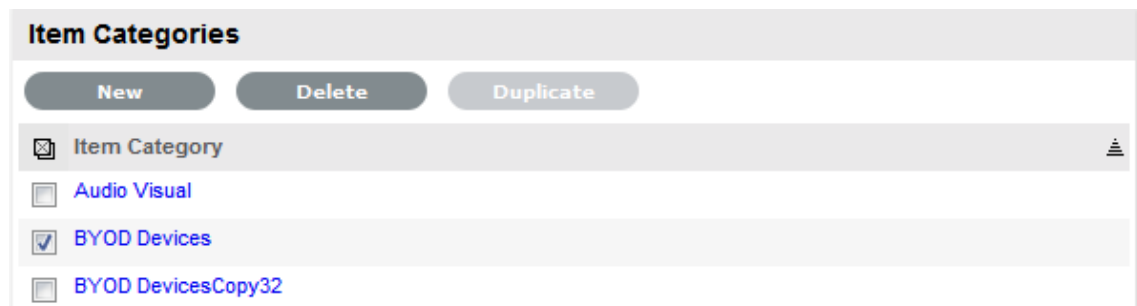 Item Categories
New Delete Duplicate
Item Category
Audio Visual
BYOD Devices
BYOD DevicesCopy32